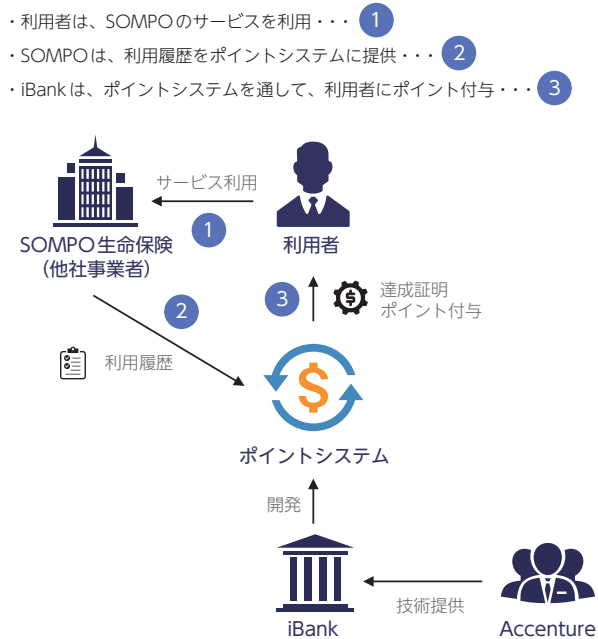 ・利用者は、SOMPOのサービスを利用・・・ 1
・SOMPOは、利用履歴をポイントシステムに提供・・・ 2
・iBankは、ポイントシステムを通して、利用者にポイント付与・・・ 3
サービス利用
1
SOMPO生命保険
（他社事業者）
利用者
2
3
達成証明
ポイント付与
利用履歴
$
ポイントシステム
開発
技術提供
iBank
Accenture